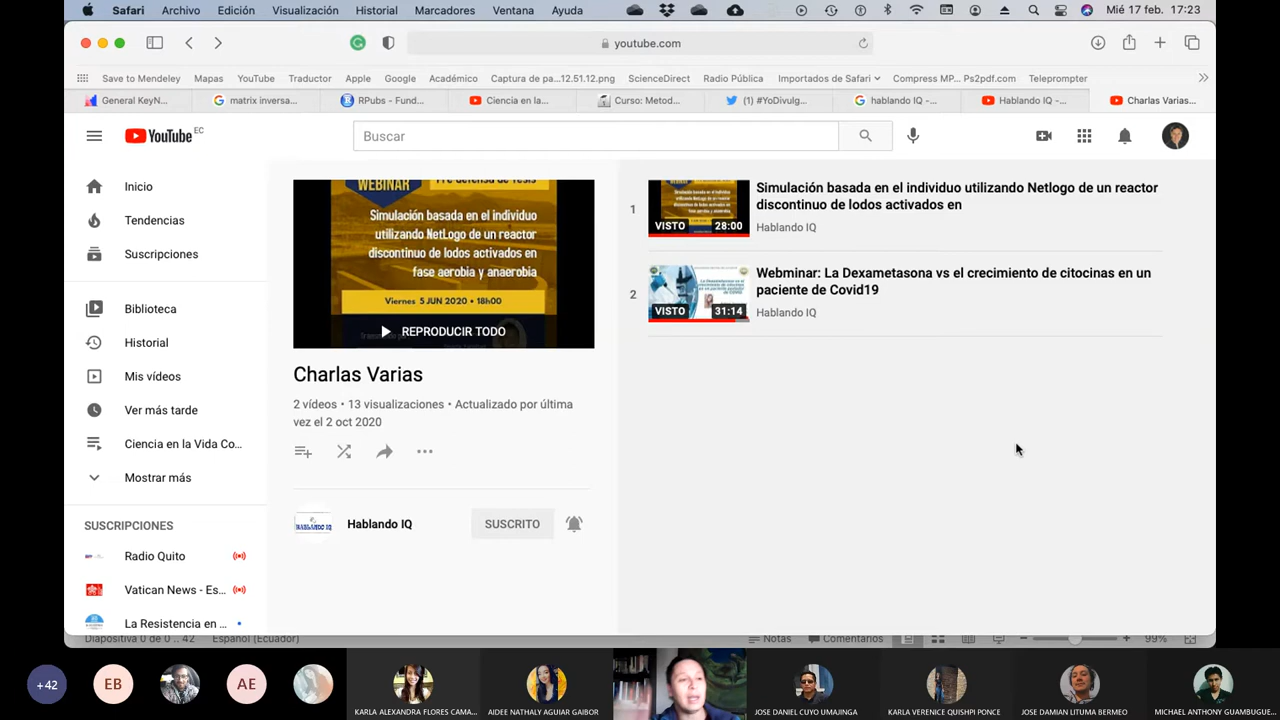 Safari Archivo Edición Visualización Historial Marcadores Ventana Ayuda Mié 17 feb. 17:23
youtube.com
Save to Mendeley Mapas YouTube Traductor Apple Google Académico Captura de pa...12.51.12.png ScienceDirect Radio Pública Importados de Safari Compress MP... Ps2pdf.com Teleprompter
General KeyN... matrix inversa... RPubs - Fund... Ciencia en la... Curso: Metod... (1) #YoDivulg... hablando IQ -... Hablando IQ -... Charlas Varias...
YouTube EC
Buscar
Inicio
Tendencias
Suscripciones
Biblioteca
Historial
Mis vídeos
Ver más tarde
Ciencia en la Vida Co...
Mostrar más
SUSCRIPCIONES
Radio Quito
Vatican News - Es...
La Resistencia en ...
WEBINAR
Pre defensa de Tesis
Simulación basada en el individuo
utilizando NetLogo de un reactor
discontinuo de lodos activados en
fase aerobia y anaerobia
Viernes 5 JUN 2020 • 18h00
REPRODUCIR TODO
Charlas Varias
2 vídeos • 13 visualizaciones • Actualizado por última
vez el 2 oct 2020
HABLANDO IQ
Hablando IQ
SUSCRITO
1
VISTO 28:00
Simulación basada en el individuo utilizando Netlogo de un reactor
discontinuo de lodos activados en
Hablando IQ
2
VISTO 31:14
Webminar: La Dexametasona vs el crecimiento de citocinas en un
paciente de Covid19
Hablando IQ
Diapositiva 0 de 0 .. 42 Español (Ecuador) Notas Comentarios 99%
+42 EB AE
KARLA ALEXANDRA FLORES CAMA... AIDEE NATHALY AGUIAR GAIBOR JOSE DANIEL CUYO UMAJINGA KARLA VERENICE QUISHPI PONCE JOSE DAMIAN LITUMA BERMEO MICHAEL ANTHONY GUAMBUGUE...